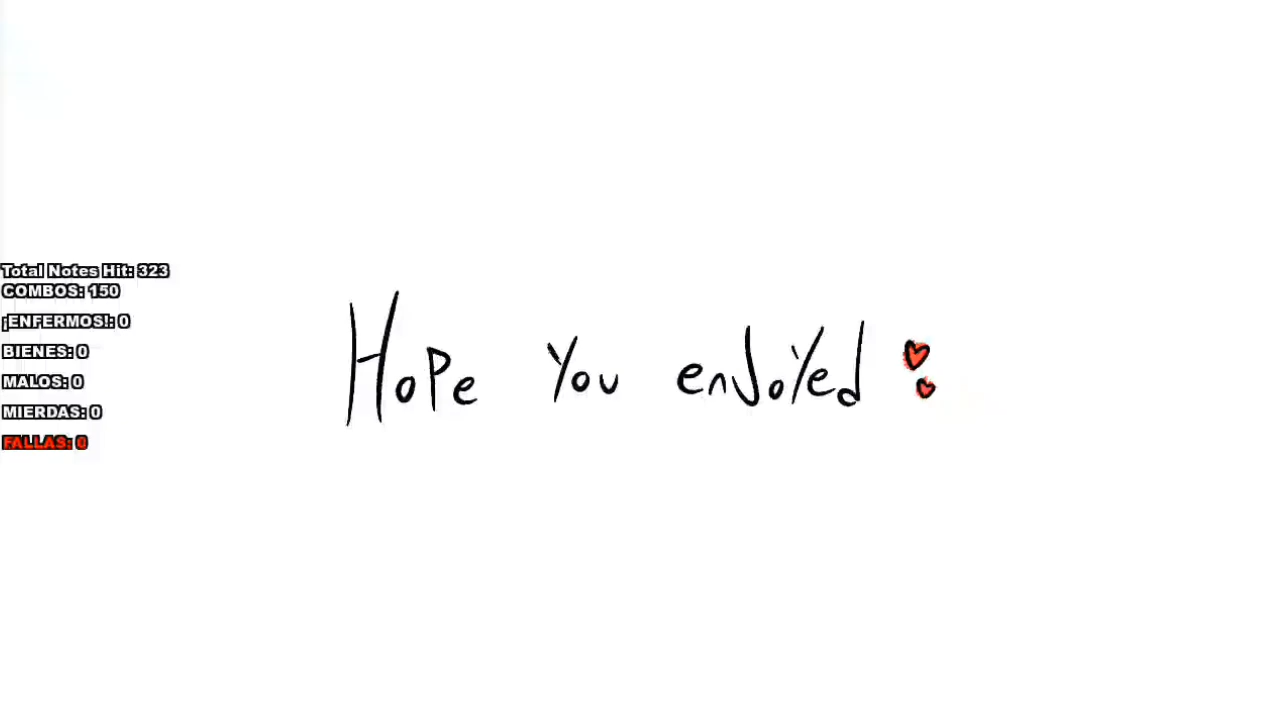 Total Notes Hit: 323
COMBOS: 150
¡ENFERMOS!: 0
BIENES: 0
MALOS: 0
MIERDAS: 0
FALLAS: 0
HoPe You enJoYed